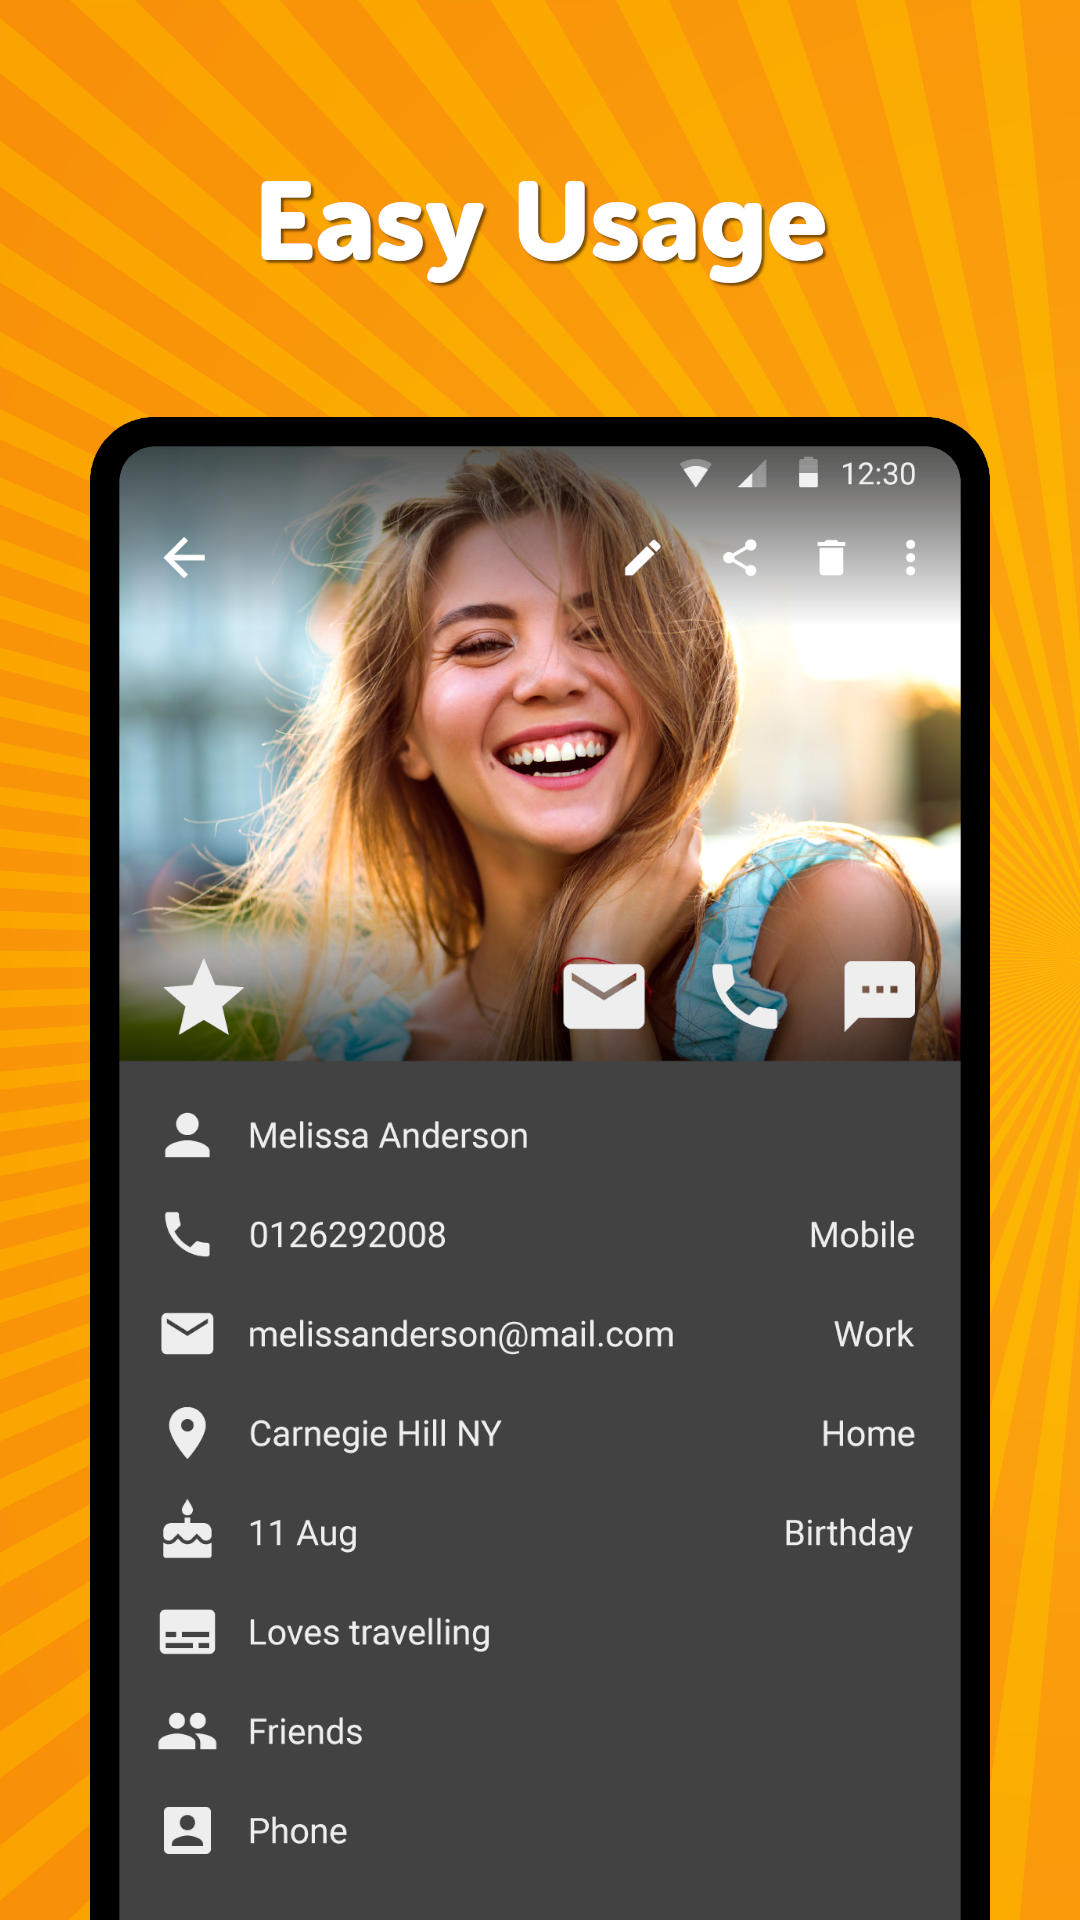 Easy Usage
12:30
Melissa Anderson
0126292008 Mobile
melissanderson@mail.com Work
Carnegie Hill NY Home
11 Aug Birthday
Loves travelling
Friends
Phone